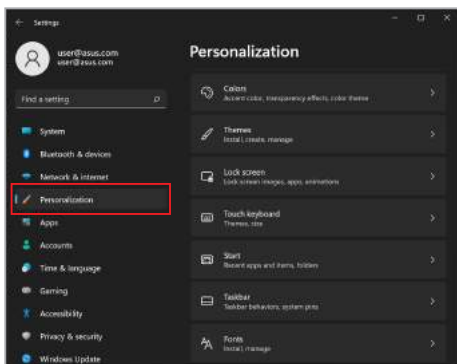 Settings
user@asus.com
user@asus.com
Find a setting
System
Bluetooth & devices
Network & internet
Personalization
Apps
Accounts
Time & language
Gaming
Accessibility
Privacy & security
Windows Update
Personalization
Colors
Accent color, transparency effects, color theme
Themes
Install, create, manage
Lock screen
Lock screen images, apps, animations
Touch keyboard
Themes, size
Start
Recent apps and items, folders
Taskbar
Taskbar behaviors, system pins
Fonts
Install, manage